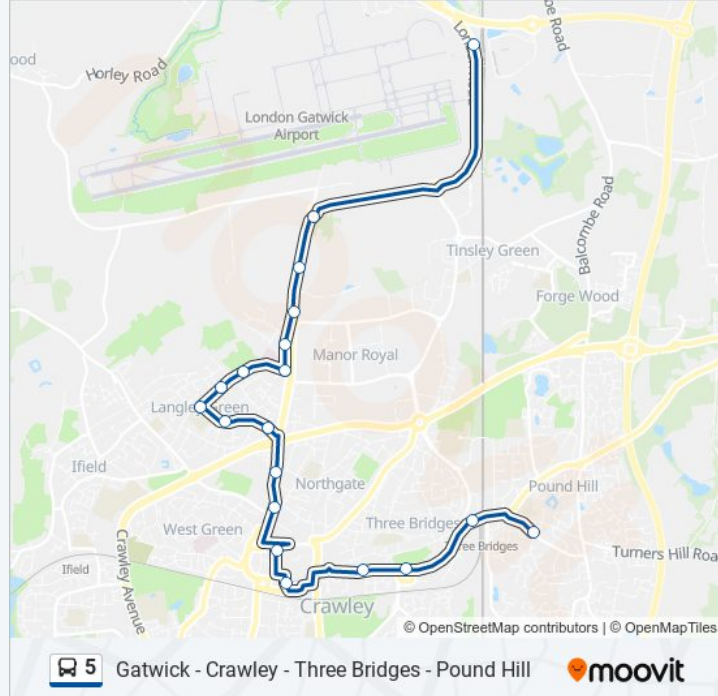 Horley Road
London Gatwick
Airport
Balcombe Road
Tinsley Green
Forge Wood
Manor Royal
Langley Green
Ifield
Northgate
Pound Hill
West Green
Three Bridges
Three Bridges
Turners Hill Road
Ifield
Crawley Avenue
Crawley
© OpenStreetMap contributors | © OpenMapTiles
5 Gatwick - Crawley - Three Bridges - Pound Hill moovit